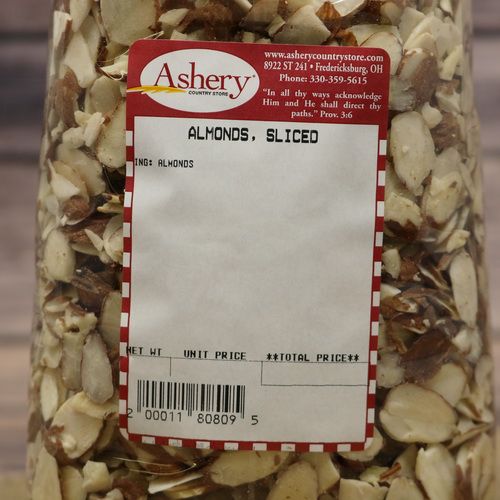 Ashery®
COUNTRY STORE
www.asherycountrystore.com
8922 ST 241 • Fredericksburg, OH
Phone: 330-359-5615
"In all thy ways acknowledge
Him and He shall direct thy
paths." Prov. 3:6
ALMONDS, SLICED
ING: ALMONDS
NET WT UNIT PRICE **TOTAL PRICE**
2 00011 80809 5